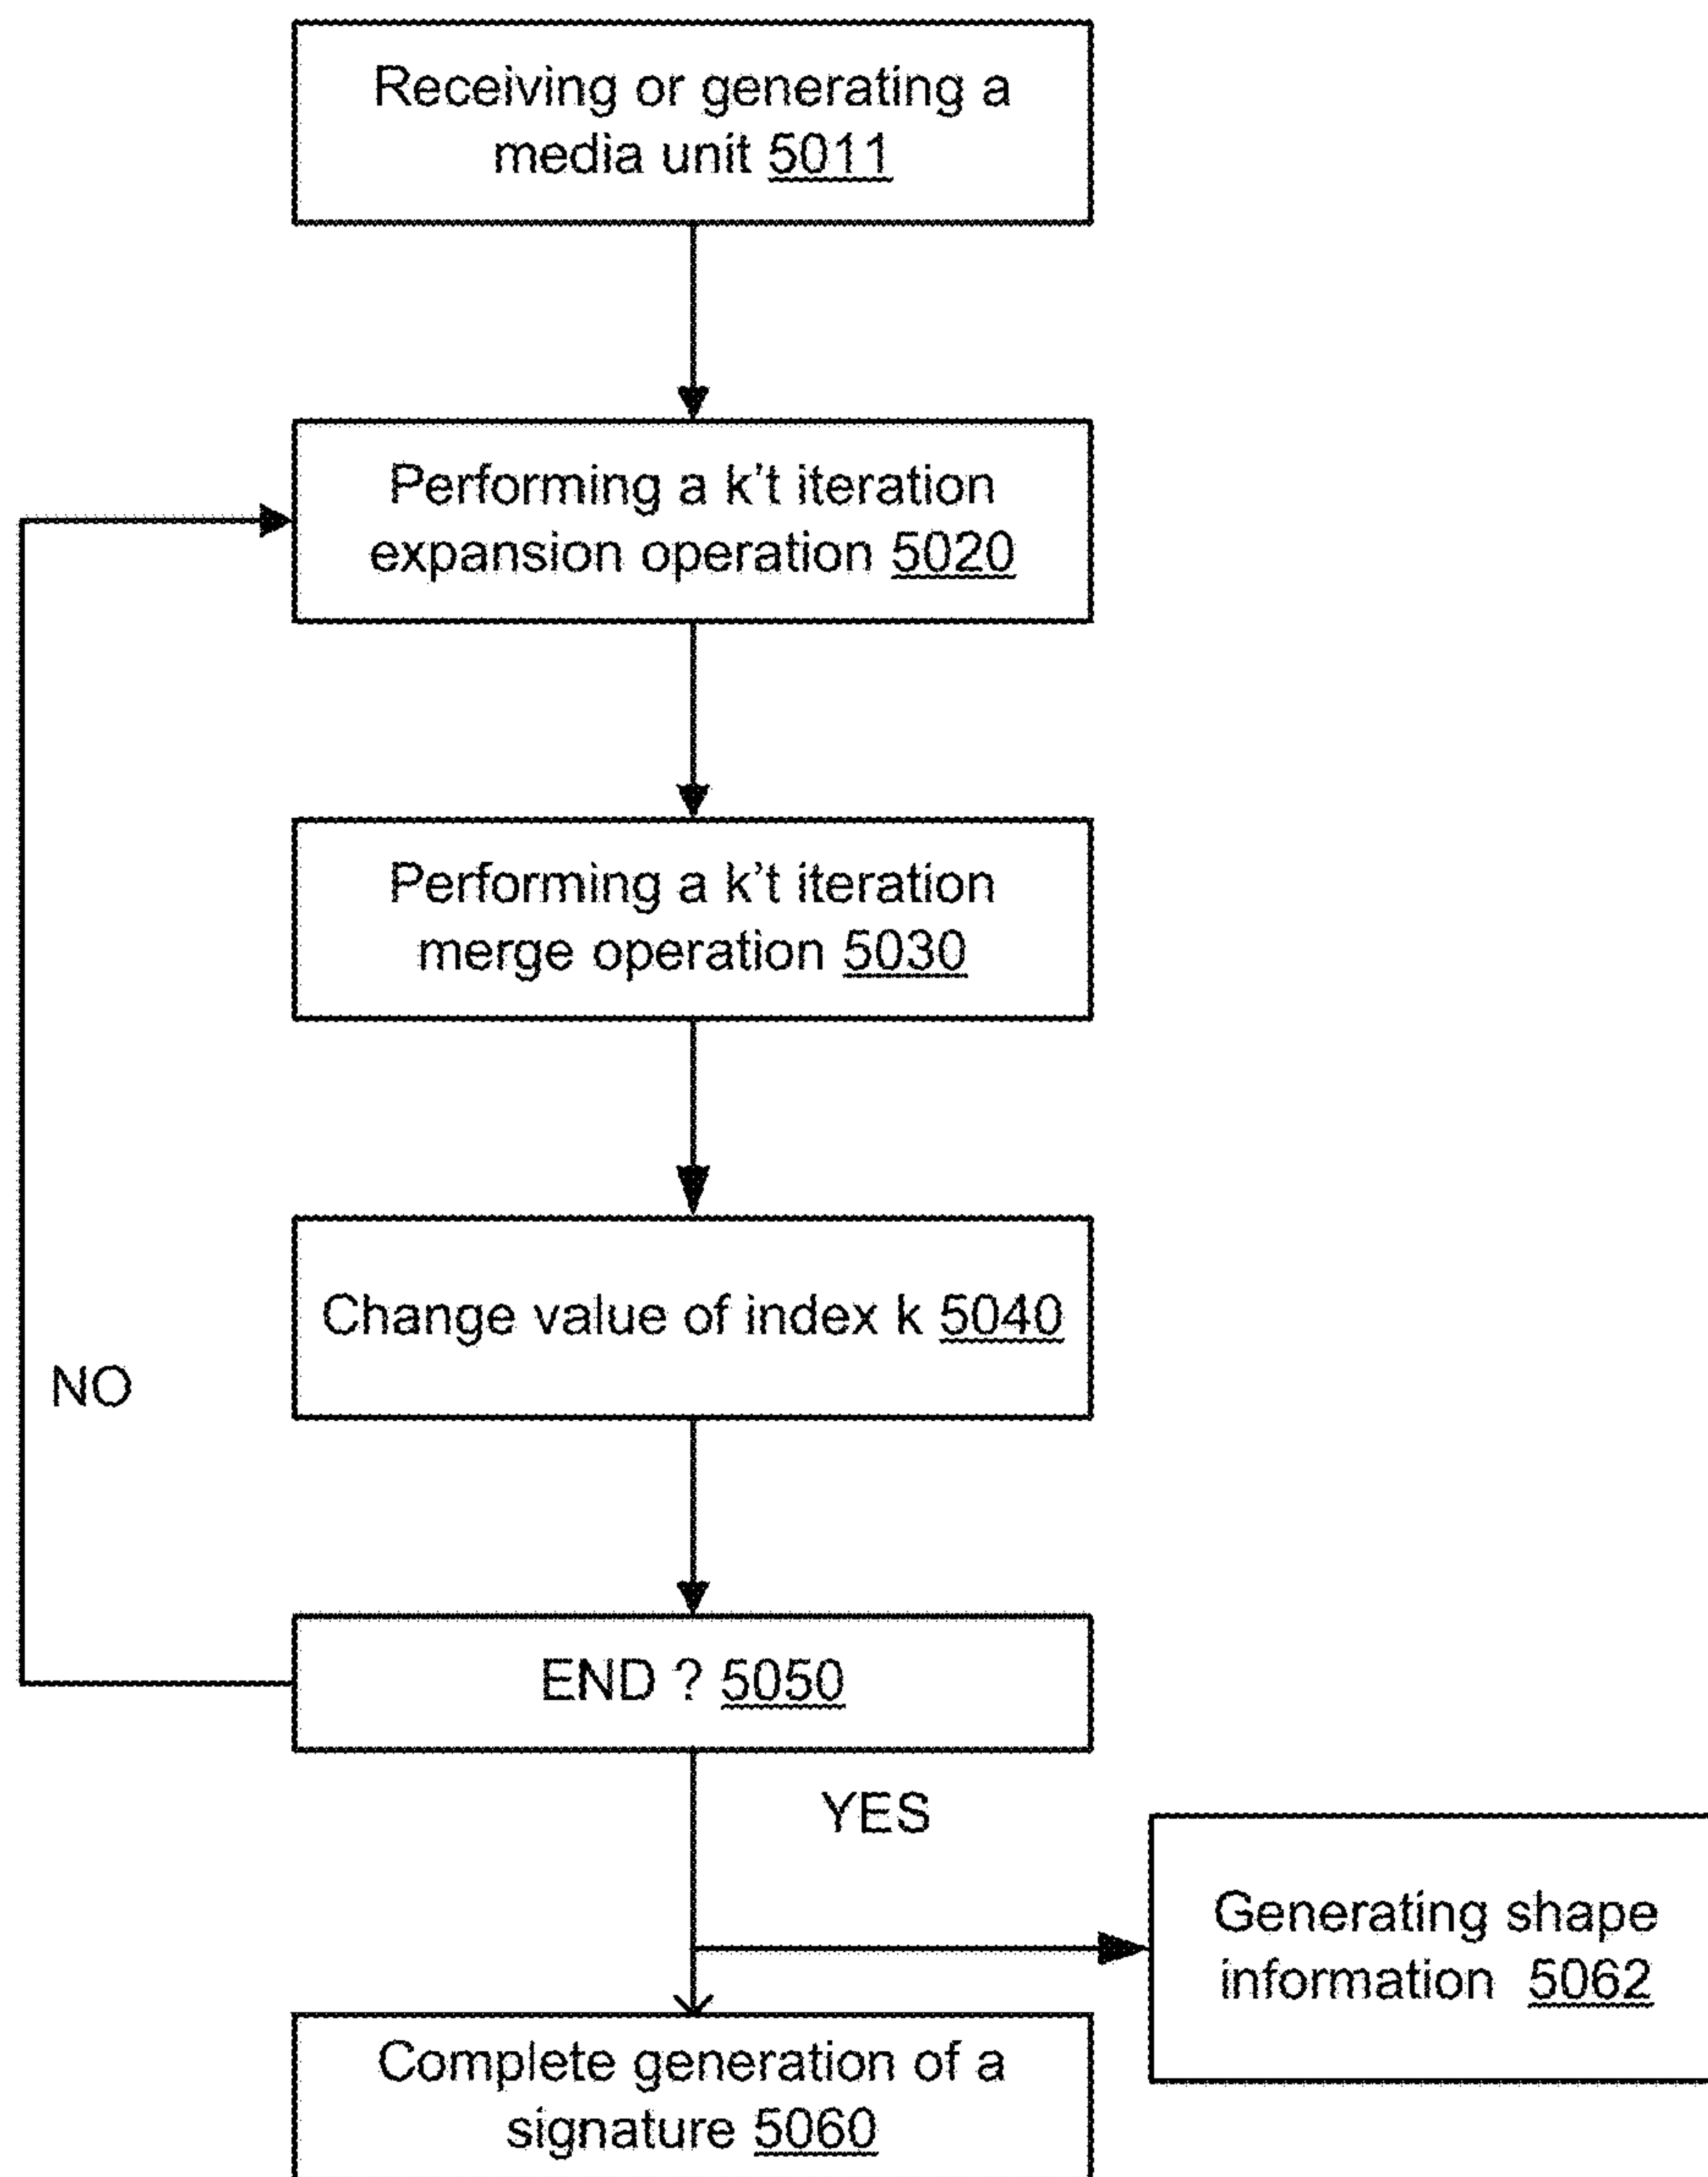 Receiving or generating a
media unit 5011
Performing a k't iteration
expansion operation 5020
Performing a k't iteration
merge operation 5030
Change value of index k 5040
NO
END ? 5050
YES
Generating shape
information 5062
Complete generation of a
signature 5060